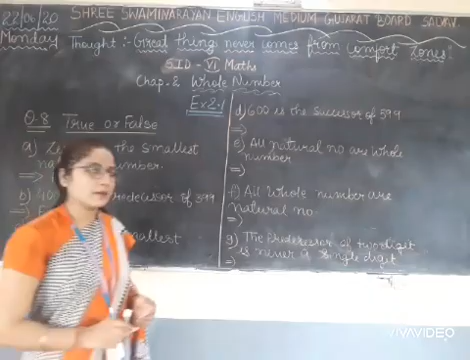 22/06/20 SHREE SWAMINARAYAN ENGLISH MEDIUM GUJARAT BOARD SADAV.
Monday Thought :- Great thing never comes from comfort zones!
STD - VI Maths
Chap-2 Whole Number
Ex 2.1
Q.8 True or False
a) the smallest
number.
=>
b) of 399
=>
smallest
d) 600 is the Successor of 599
=>
e) All natural no are whole
number
=>
f) All whole number are
natural no.
=>
g) The Predecessor of two digit
is never a single digit
=>
VIVAVIDEO